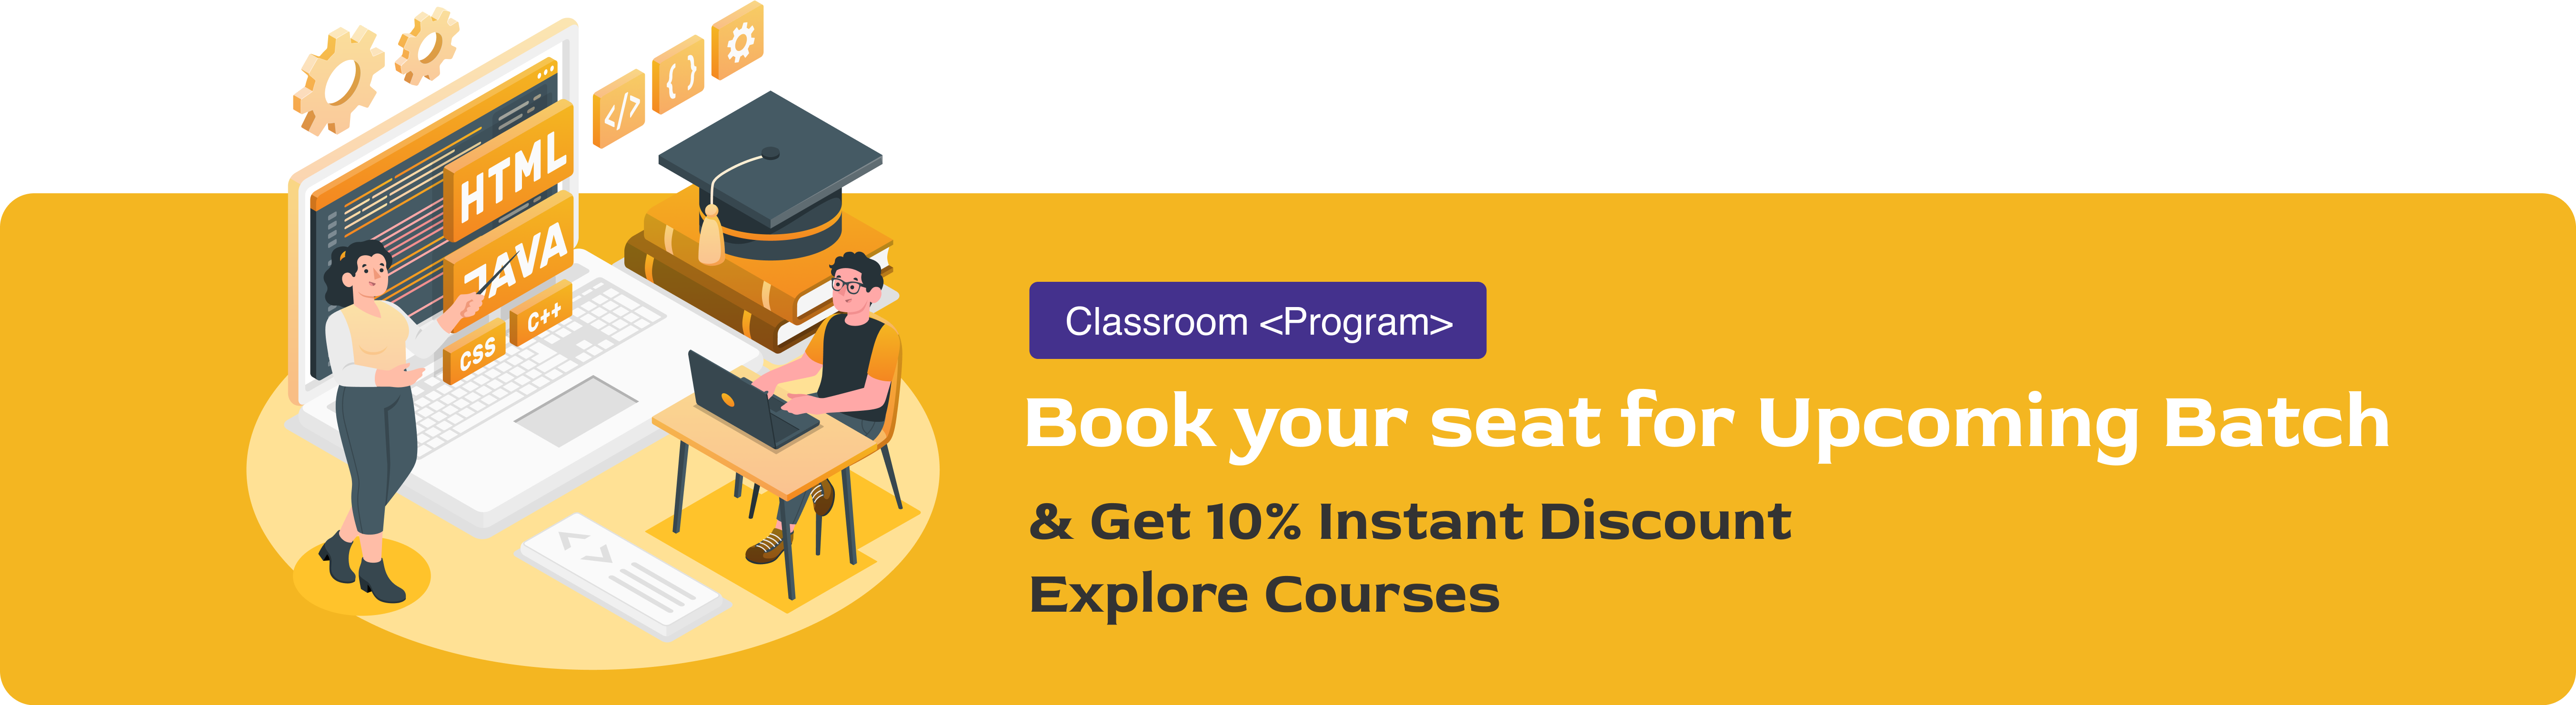 HTML
JAVA
C++
CSS
</>
{ }
Classroom <Program>
Book your seat for Upcoming Batch
& Get 10% Instant Discount
Explore Courses
< >